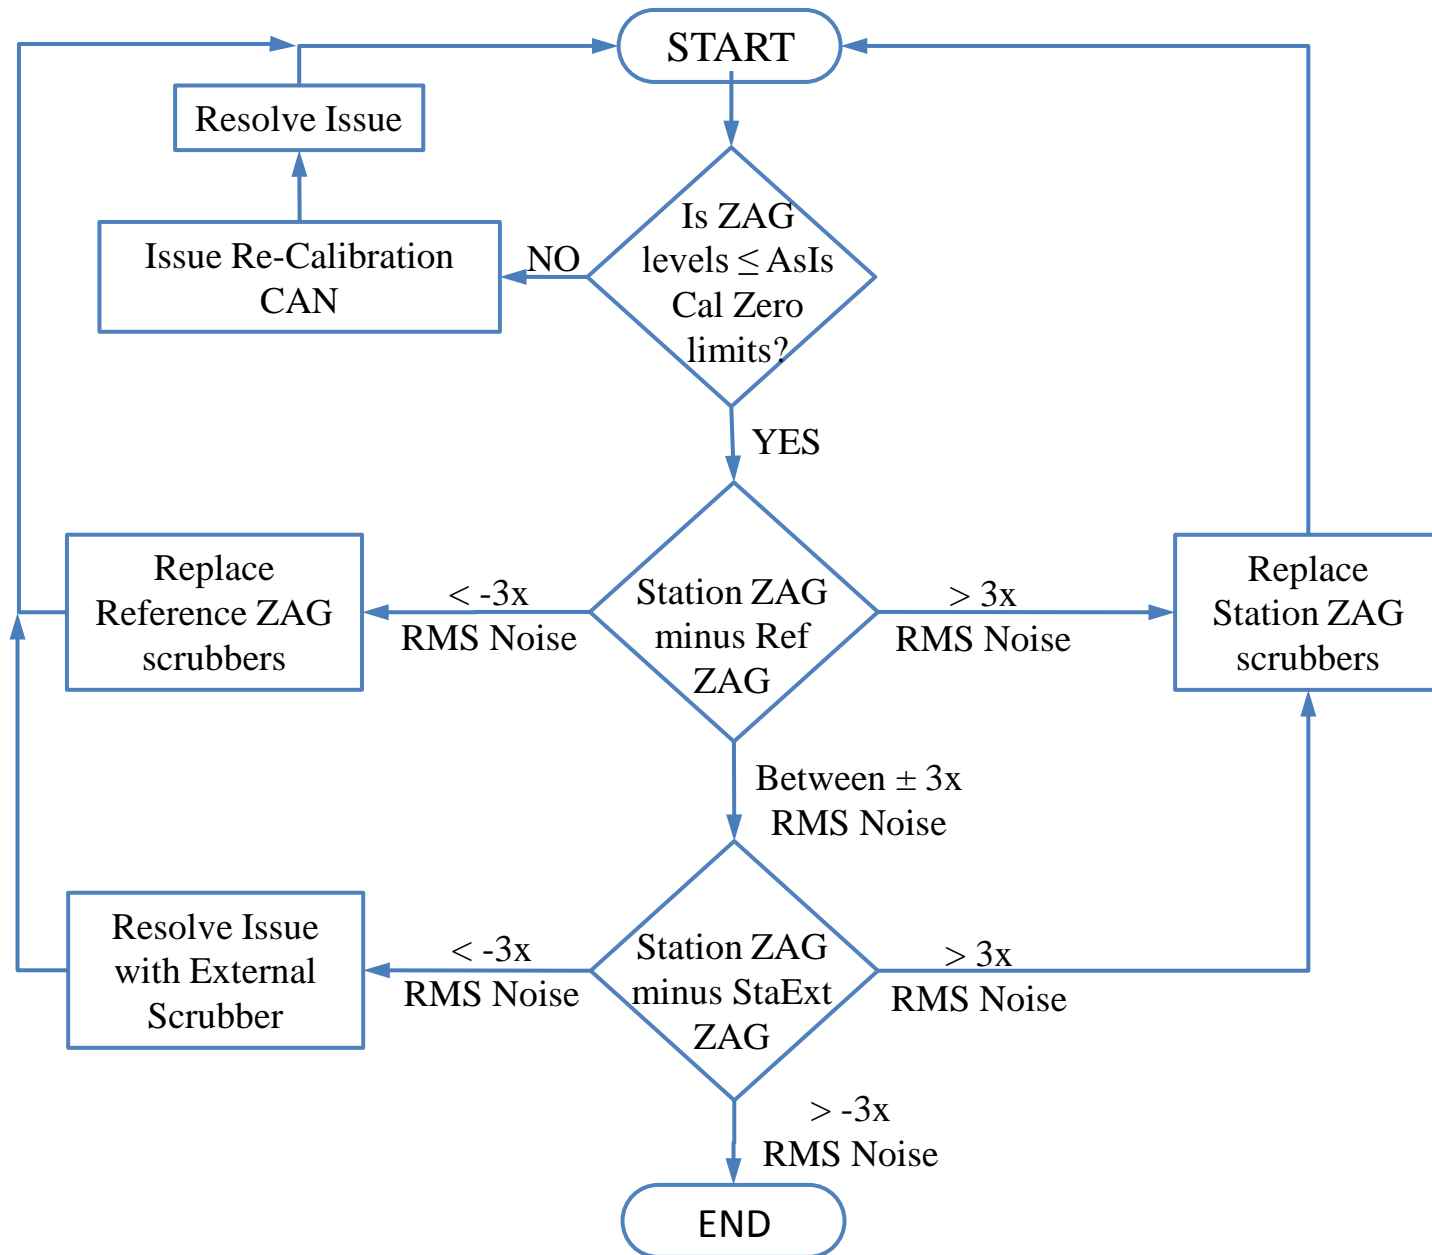 START
Resolve Issue
Issue Re-Calibration
CAN
NO
Is ZAG
levels ≤ AsIs
Cal Zero
limits?
YES
Replace
Reference ZAG
scrubbers
< -3x
RMS Noise
Station ZAG
minus Ref
ZAG
> 3x
RMS Noise
Replace
Station ZAG
scrubbers
Between ± 3x
RMS Noise
Resolve Issue
with External
Scrubber
< -3x
RMS Noise
Station ZAG
minus StaExt
ZAG
> 3x
RMS Noise
> -3x
RMS Noise
END